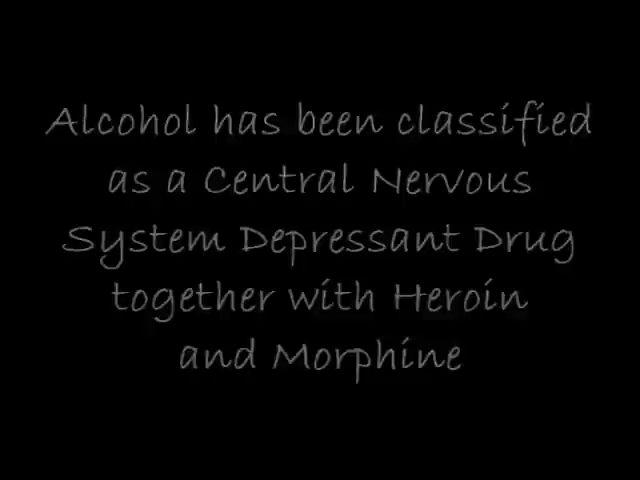 Alcohol has been classified
as a Central Nervous
System Depressant Drug
together with Heroin
and Morphine